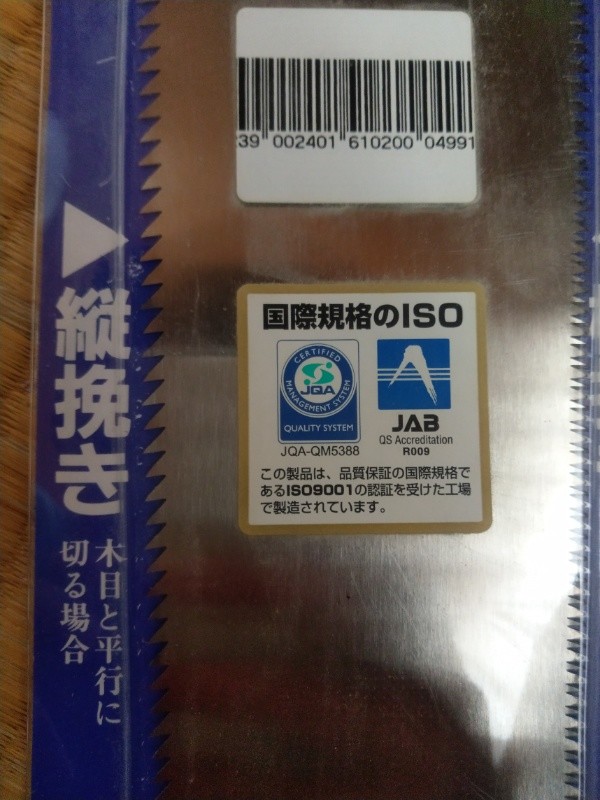 39 002401 610200 04991
国際規格のISO
CERTIFIED
JQA
MANAGEMENT SYSTEM
QUALITY SYSTEM
JQA-QM5388
JAB
QS Accreditation
R009
この製品は、品質保証の国際規格で
あるISO9001の認証を受けた工場
で製造されています。
縦挽き
木目と平行に
切る場合